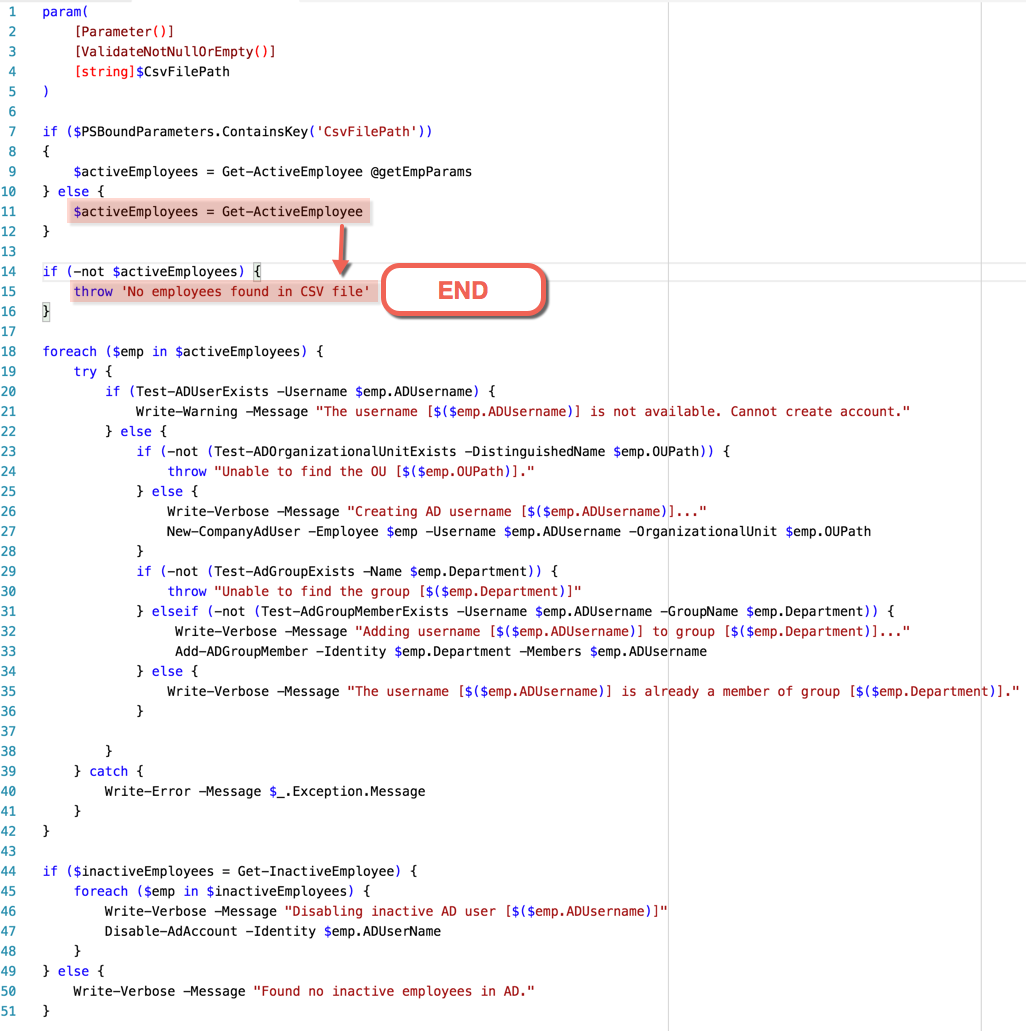 1 param(
2     [Parameter()]
3     [ValidateNotNullOrEmpty()]
4     [string]$CsvFilePath
5 )
6
7 if ($PSBoundParameters.ContainsKey('CsvFilePath'))
8 {
9     $activeEmployees = Get-ActiveEmployee @getEmpParams
10 } else {
11     $activeEmployees = Get-ActiveEmployee
12 }
13
14 if (-not $activeEmployees) {
15     throw 'No employees found in CSV file' END
16 }
17
18 foreach ($emp in $activeEmployees) {
19     try {
20         if (Test-ADUserExists -Username $emp.ADUsername) {
21             Write-Warning -Message "The username [$($emp.ADUsername)] is not available. Cannot create account."
22         } else {
23             if (-not (Test-ADOrganizationalUnitExists -DistinguishedName $emp.OUPath)) {
24                 throw "Unable to find the OU [$($emp.OUPath)]."
25             } else {
26                 Write-Verbose -Message "Creating AD username [$($emp.ADUsername)]..."
27                 New-CompanyAdUser -Employee $emp -Username $emp.ADUsername -OrganizationalUnit $emp.OUPath
28             }
29             if (-not (Test-AdGroupExists -Name $emp.Department)) {
30                 throw "Unable to find the group [$($emp.Department)]"
31             } elseif (-not (Test-AdGroupMemberExists -Username $emp.ADUsername -GroupName $emp.Department)) {
32                  Write-Verbose -Message "Adding username [$($emp.ADUsername)] to group [$($emp.Department)]..."
33                  Add-ADGroupMember -Identity $emp.Department -Members $emp.ADUsername
34             } else {
35                 Write-Verbose -Message "The username [$($emp.ADUsername)] is already a member of group [$($emp.Department)]."
36             }
37
38         }
39     } catch {
40         Write-Error -Message $_.Exception.Message
41     }
42 }
43
44 if ($inactiveEmployees = Get-InactiveEmployee) {
45     foreach ($emp in $inactiveEmployees) {
46         Write-Verbose -Message "Disabling inactive AD user [$($emp.ADUsername)]"
47         Disable-AdAccount -Identity $emp.ADUserName
48     }
49 } else {
50     Write-Verbose -Message "Found no inactive employees in AD."
51 }